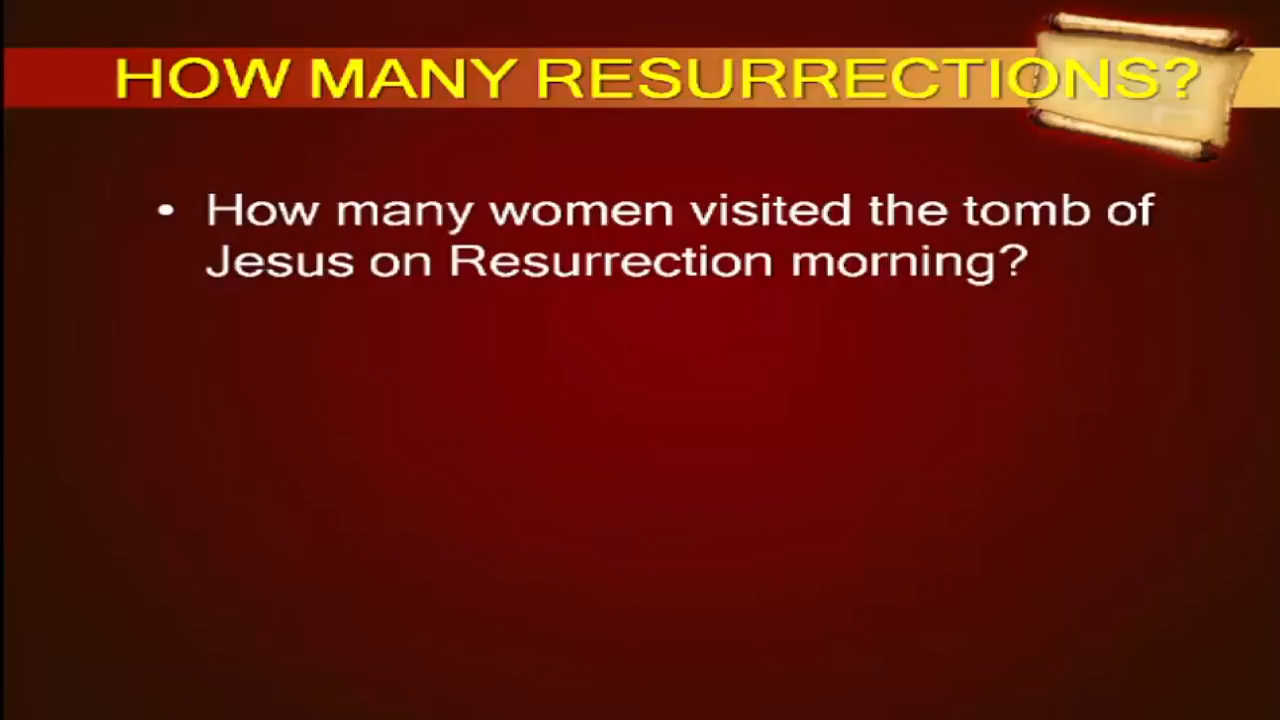 HOW MANY RESURRECTIONS?
• How many women visited the tomb of
Jesus on Resurrection morning?